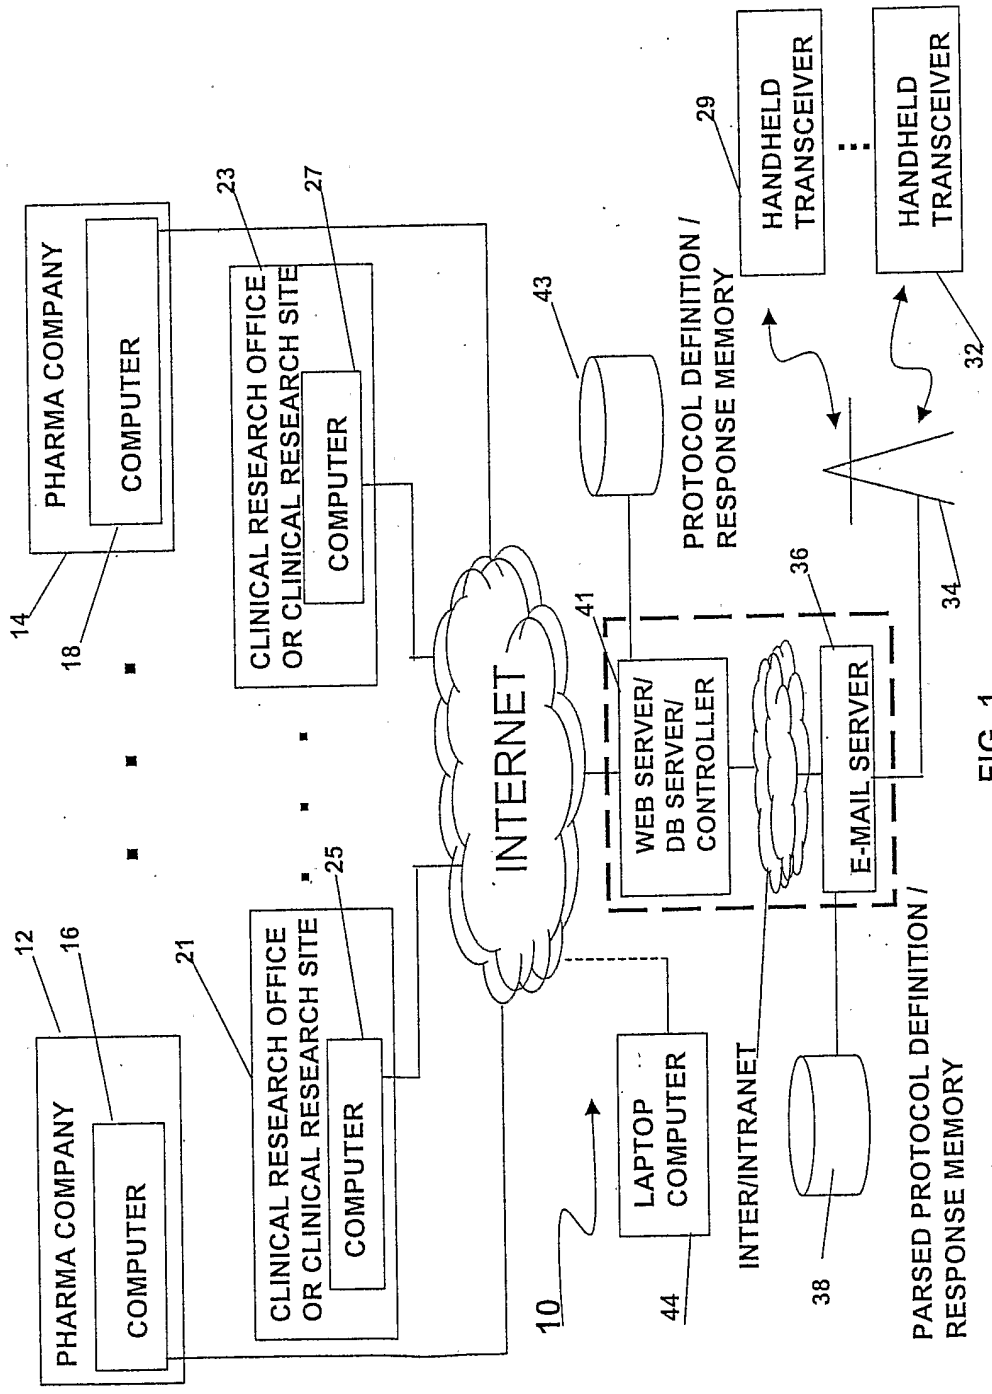 12
PHARMA COMPANY
16
COMPUTER
14
PHARMA COMPANY
18
COMPUTER
21
CLINICAL RESEARCH OFFICE
OR CLINICAL RESEARCH SITE
25
COMPUTER
23
CLINICAL RESEARCH OFFICE
OR CLINICAL RESEARCH SITE
27
COMPUTER
INTERNET
10
LAPTOP
COMPUTER
44
41
WEB SERVER/
DB SERVER/
CONTROLLER
43
PROTOCOL DEFINITION /
RESPONSE MEMORY
INTER/INTRANET
36
E-MAIL SERVER
38
PARSED PROTOCOL DEFINITION /
RESPONSE MEMORY
34
29
HANDHELD
TRANSCEIVER
32
HANDHELD
TRANSCEIVER
FIG. 1